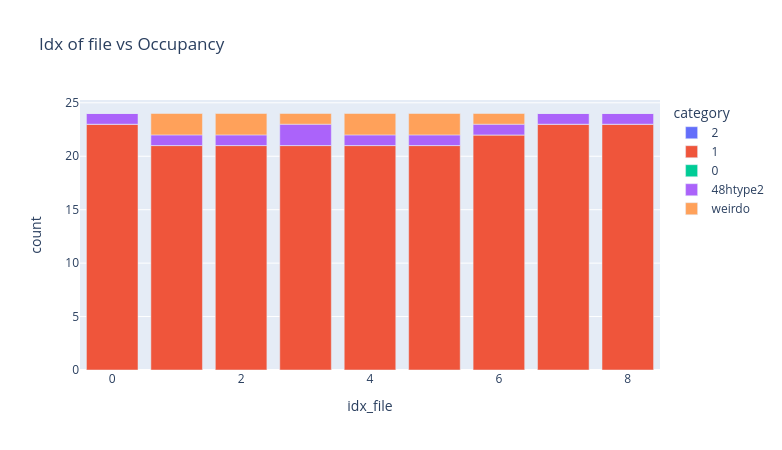 Idx of file vs Occupancy
25
20
15
10
5
0
count
0 2 4 6 8
idx_file
category
2
1
0
48htype2
weirdo